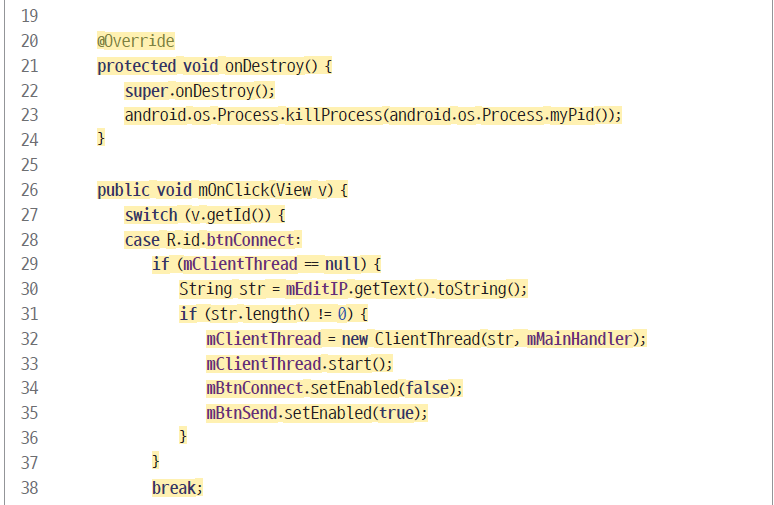 19
20 @Override
21 protected void onDestroy() {
22 super.onDestroy();
23 android.os.Process.killProcess(android.os.Process.myPid());
24 }
25
26 public void mOnClick(View v) {
27 switch (v.getId()) {
28 case R.id.btnConnect:
29 if (mClientThread == null) {
30 String str = mEditIP.getText().toString();
31 if (str.length() != 0) {
32 mClientThread = new ClientThread(str, mMainHandler);
33 mClientThread.start();
34 mBtnConnect.setEnabled(false);
35 mBtnSend.setEnabled(true);
36 }
37 }
38 break;